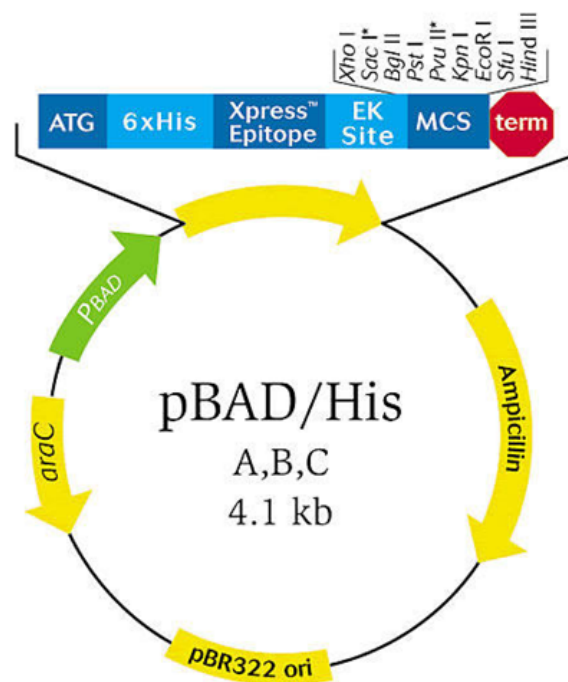 Xho I
Sac I*
Bgl II
Pst I
Pvu II*
Kpn I
EcoR I
Sfu I
Hind III
ATG
6xHis
Xpress™
Epitope
EK
Site
MCS
term
PBAD
araC
Ampicillin
pBAD/His
A,B,C
4.1 kb
pBR322 ori